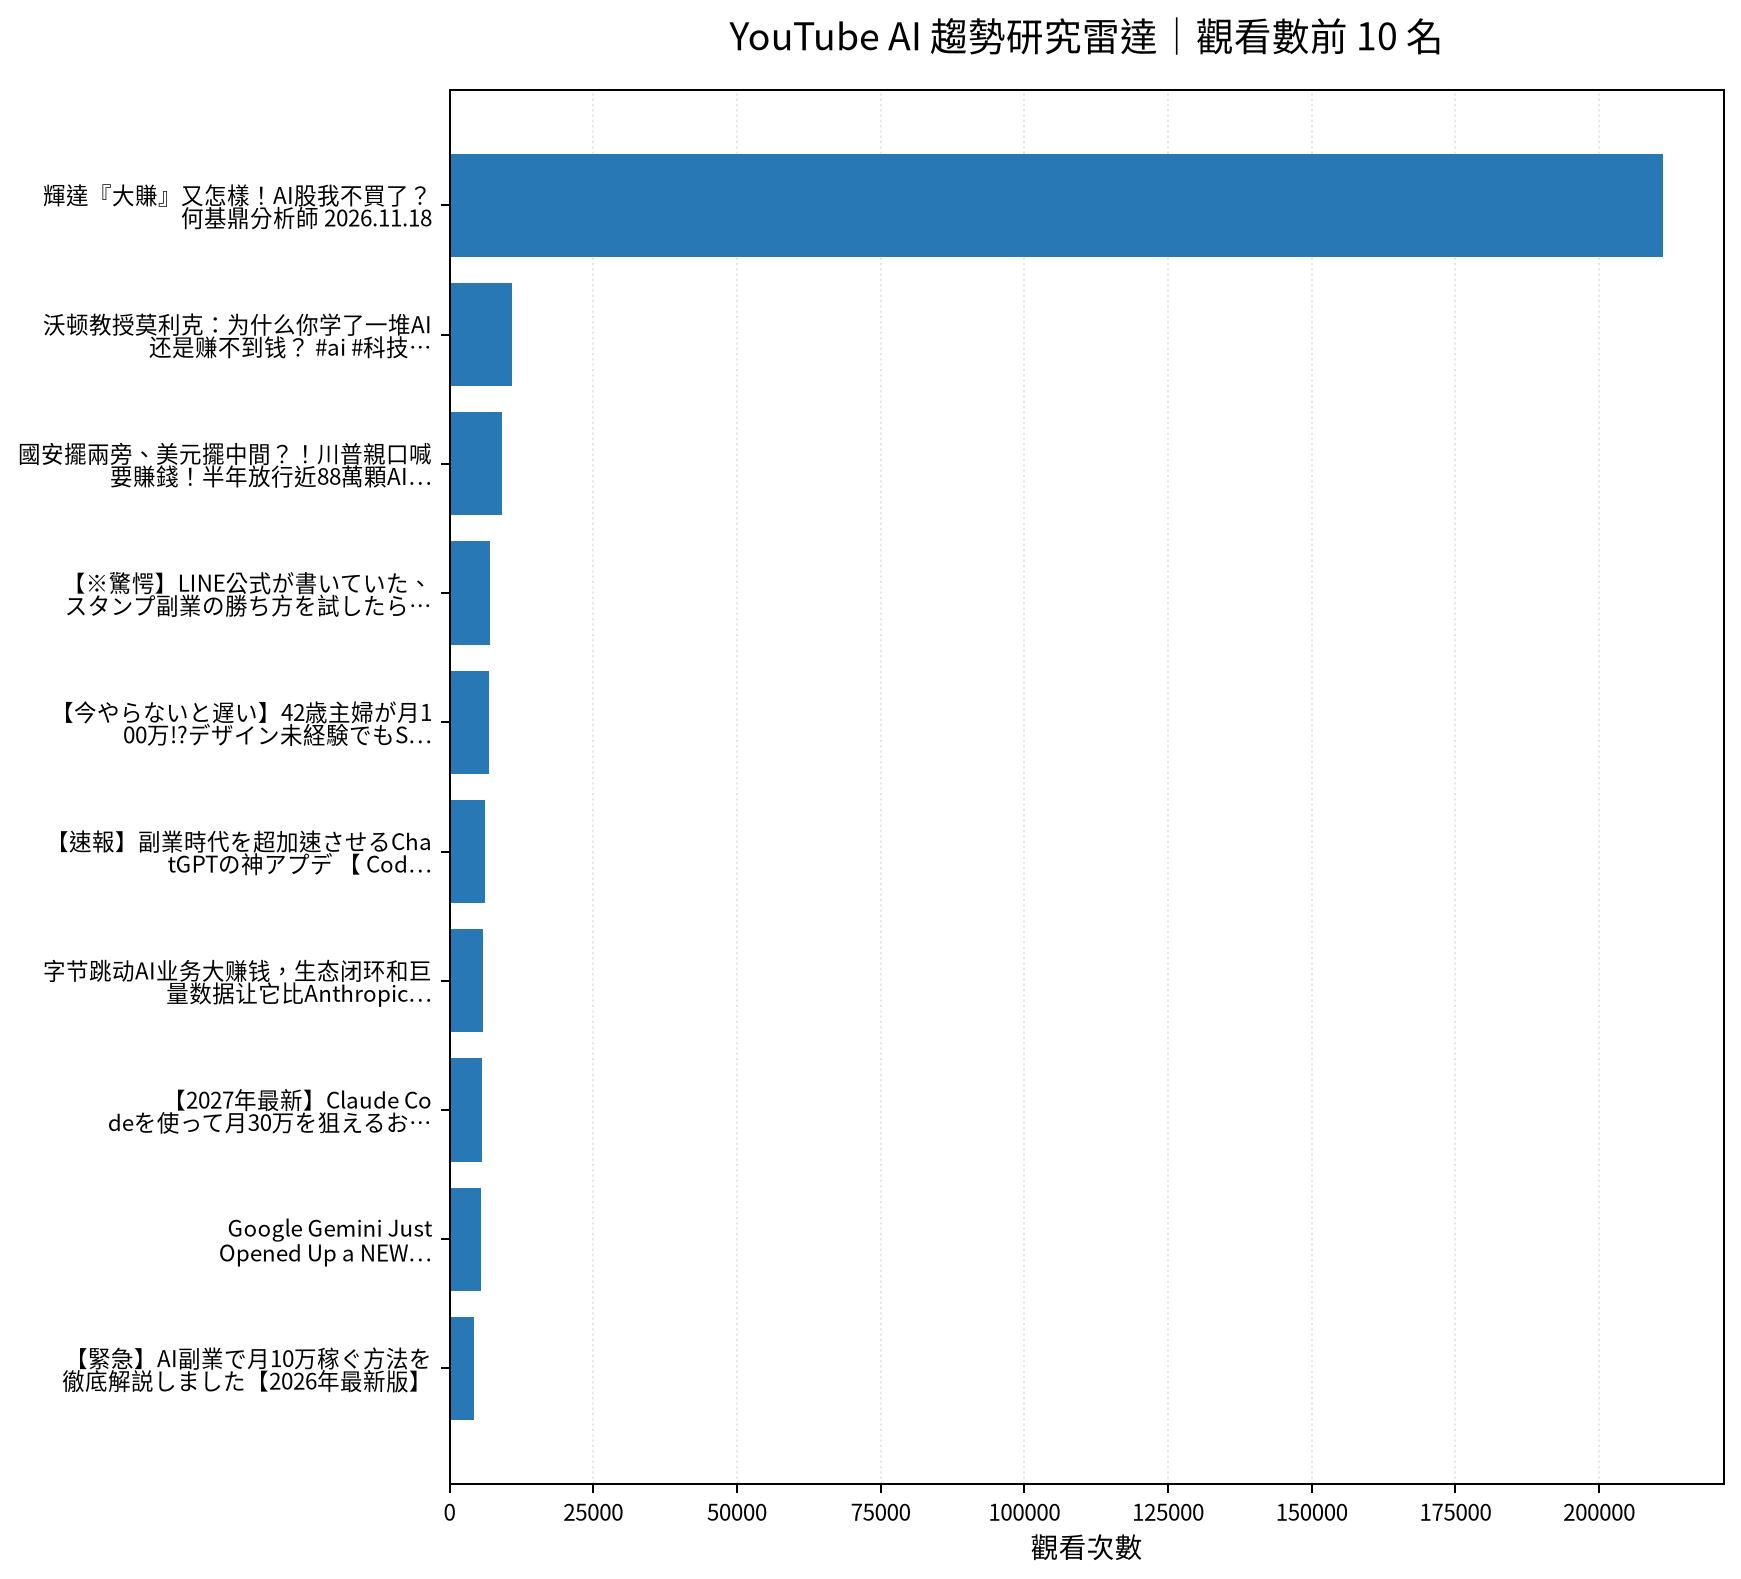 YouTube AI 趨勢研究雷達｜觀看數前 10 名
輝達『大賺』又怎樣！AI股我不買了？
何基鼎分析師 2026.11.18
沃顿教授莫利克：为什么你学了一堆AI
还是赚不到钱？ #ai #科技…
國安擺兩旁、美元擺中間？！川普親口喊
要賺錢！半年放行近88萬顆AI…
【※驚愕】LINE公式が書いていた、
スタンプ副業の勝ち方を試したら…
【今やらないと遅い】42歳主婦が月1
00万!?デザイン未経験でもS…
【速報】副業時代を超加速させるCha
tGPTの神アプデ 【 Cod…
字节跳动AI业务大赚钱，生态闭环和巨
量数据让它比Anthropic…
【2027年最新】Claude Co
deを使って月30万を狙えるお…
Google Gemini Just
Opened Up a NEW…
【緊急】AI副業で月10万稼ぐ方法を
徹底解説しました【2026年最新版】
0 25000 50000 75000 100000 125000 150000 175000 200000
觀看次數